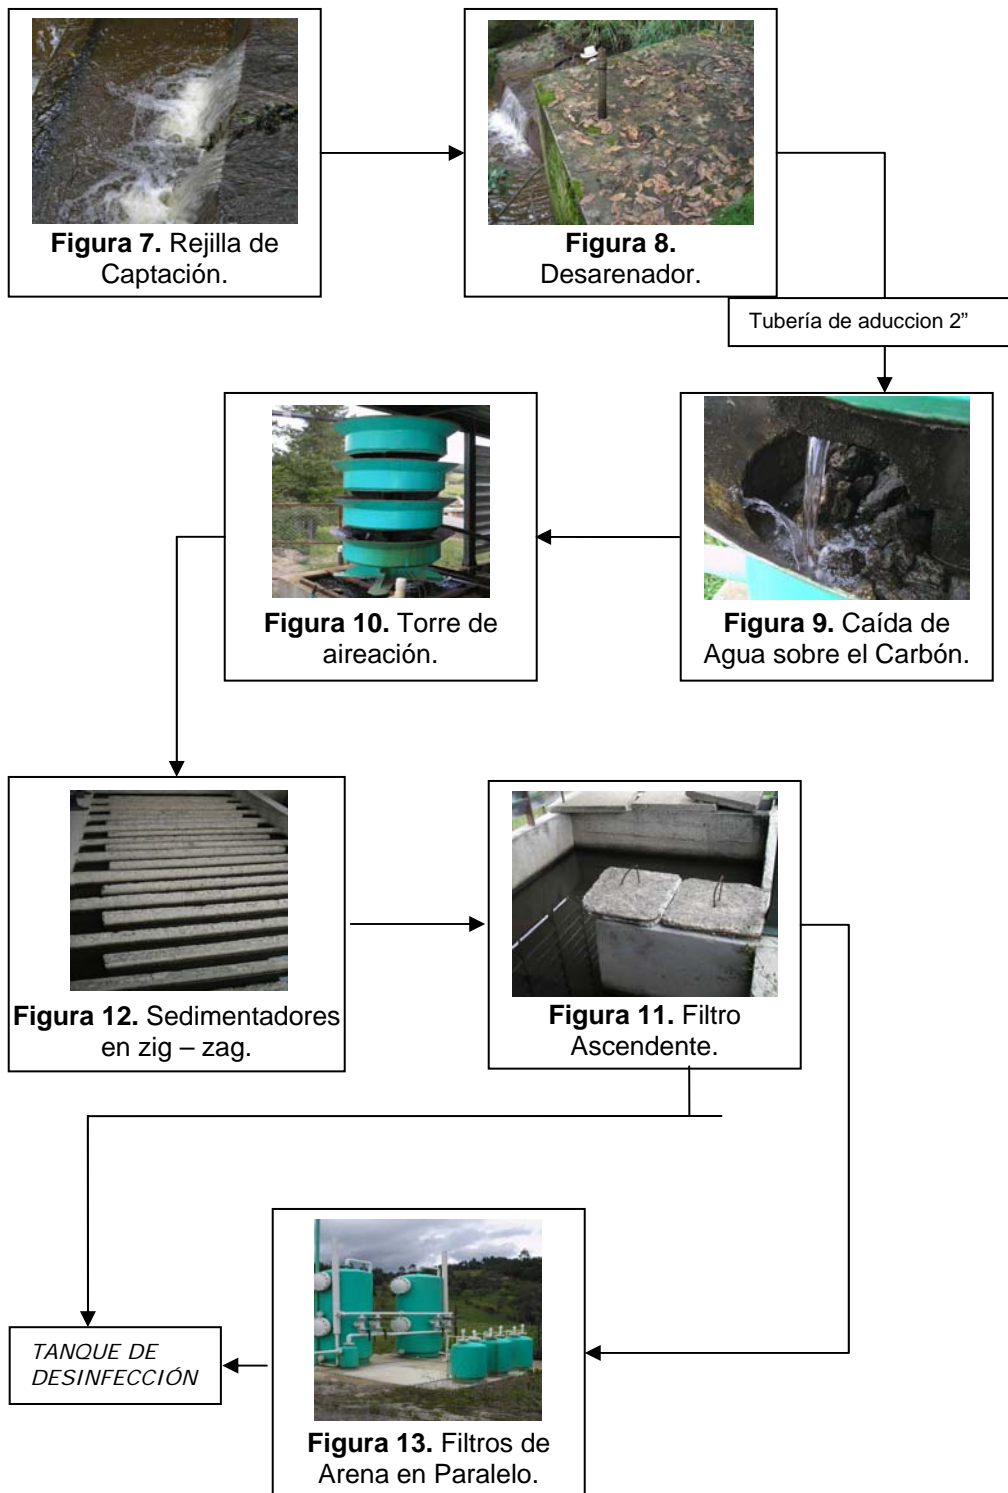 Figura 7. Rejilla de
Captación.
Figura 8.
Desarenador.
Tubería de aduccion 2”
Figura 10. Torre de
aireación.
Figura 9. Caída de
Agua sobre el Carbón.
Figura 12. Sedimentadores
en zig – zag.
Figura 11. Filtro
Ascendente.
TANQUE DE
DESINFECCIÓN
Figura 13. Filtros de
Arena en Paralelo.